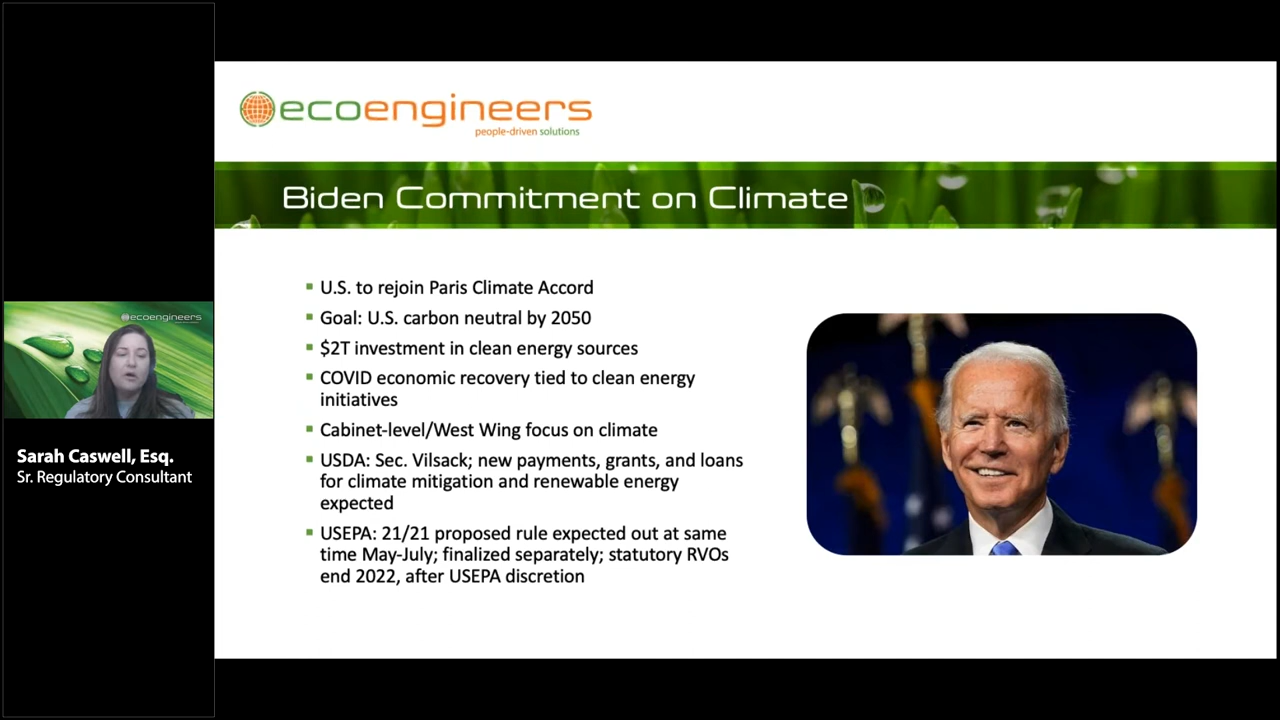 ecoengineers
people-driven solutions
Biden Commitment on Climate
U.S. to rejoin Paris Climate Accord
Goal: U.S. carbon neutral by 2050
$2T investment in clean energy sources
COVID economic recovery tied to clean energy
initiatives
Cabinet-level/West Wing focus on climate
USDA: Sec. Vilsack; new payments, grants, and loans
for climate mitigation and renewable energy
expected
USEPA: 21/21 proposed rule expected out at same
time May-July; finalized separately; statutory RVOs
end 2022, after USEPA discretion
ecoengineers
Sarah Caswell, Esq.
Sr. Regulatory Consultant